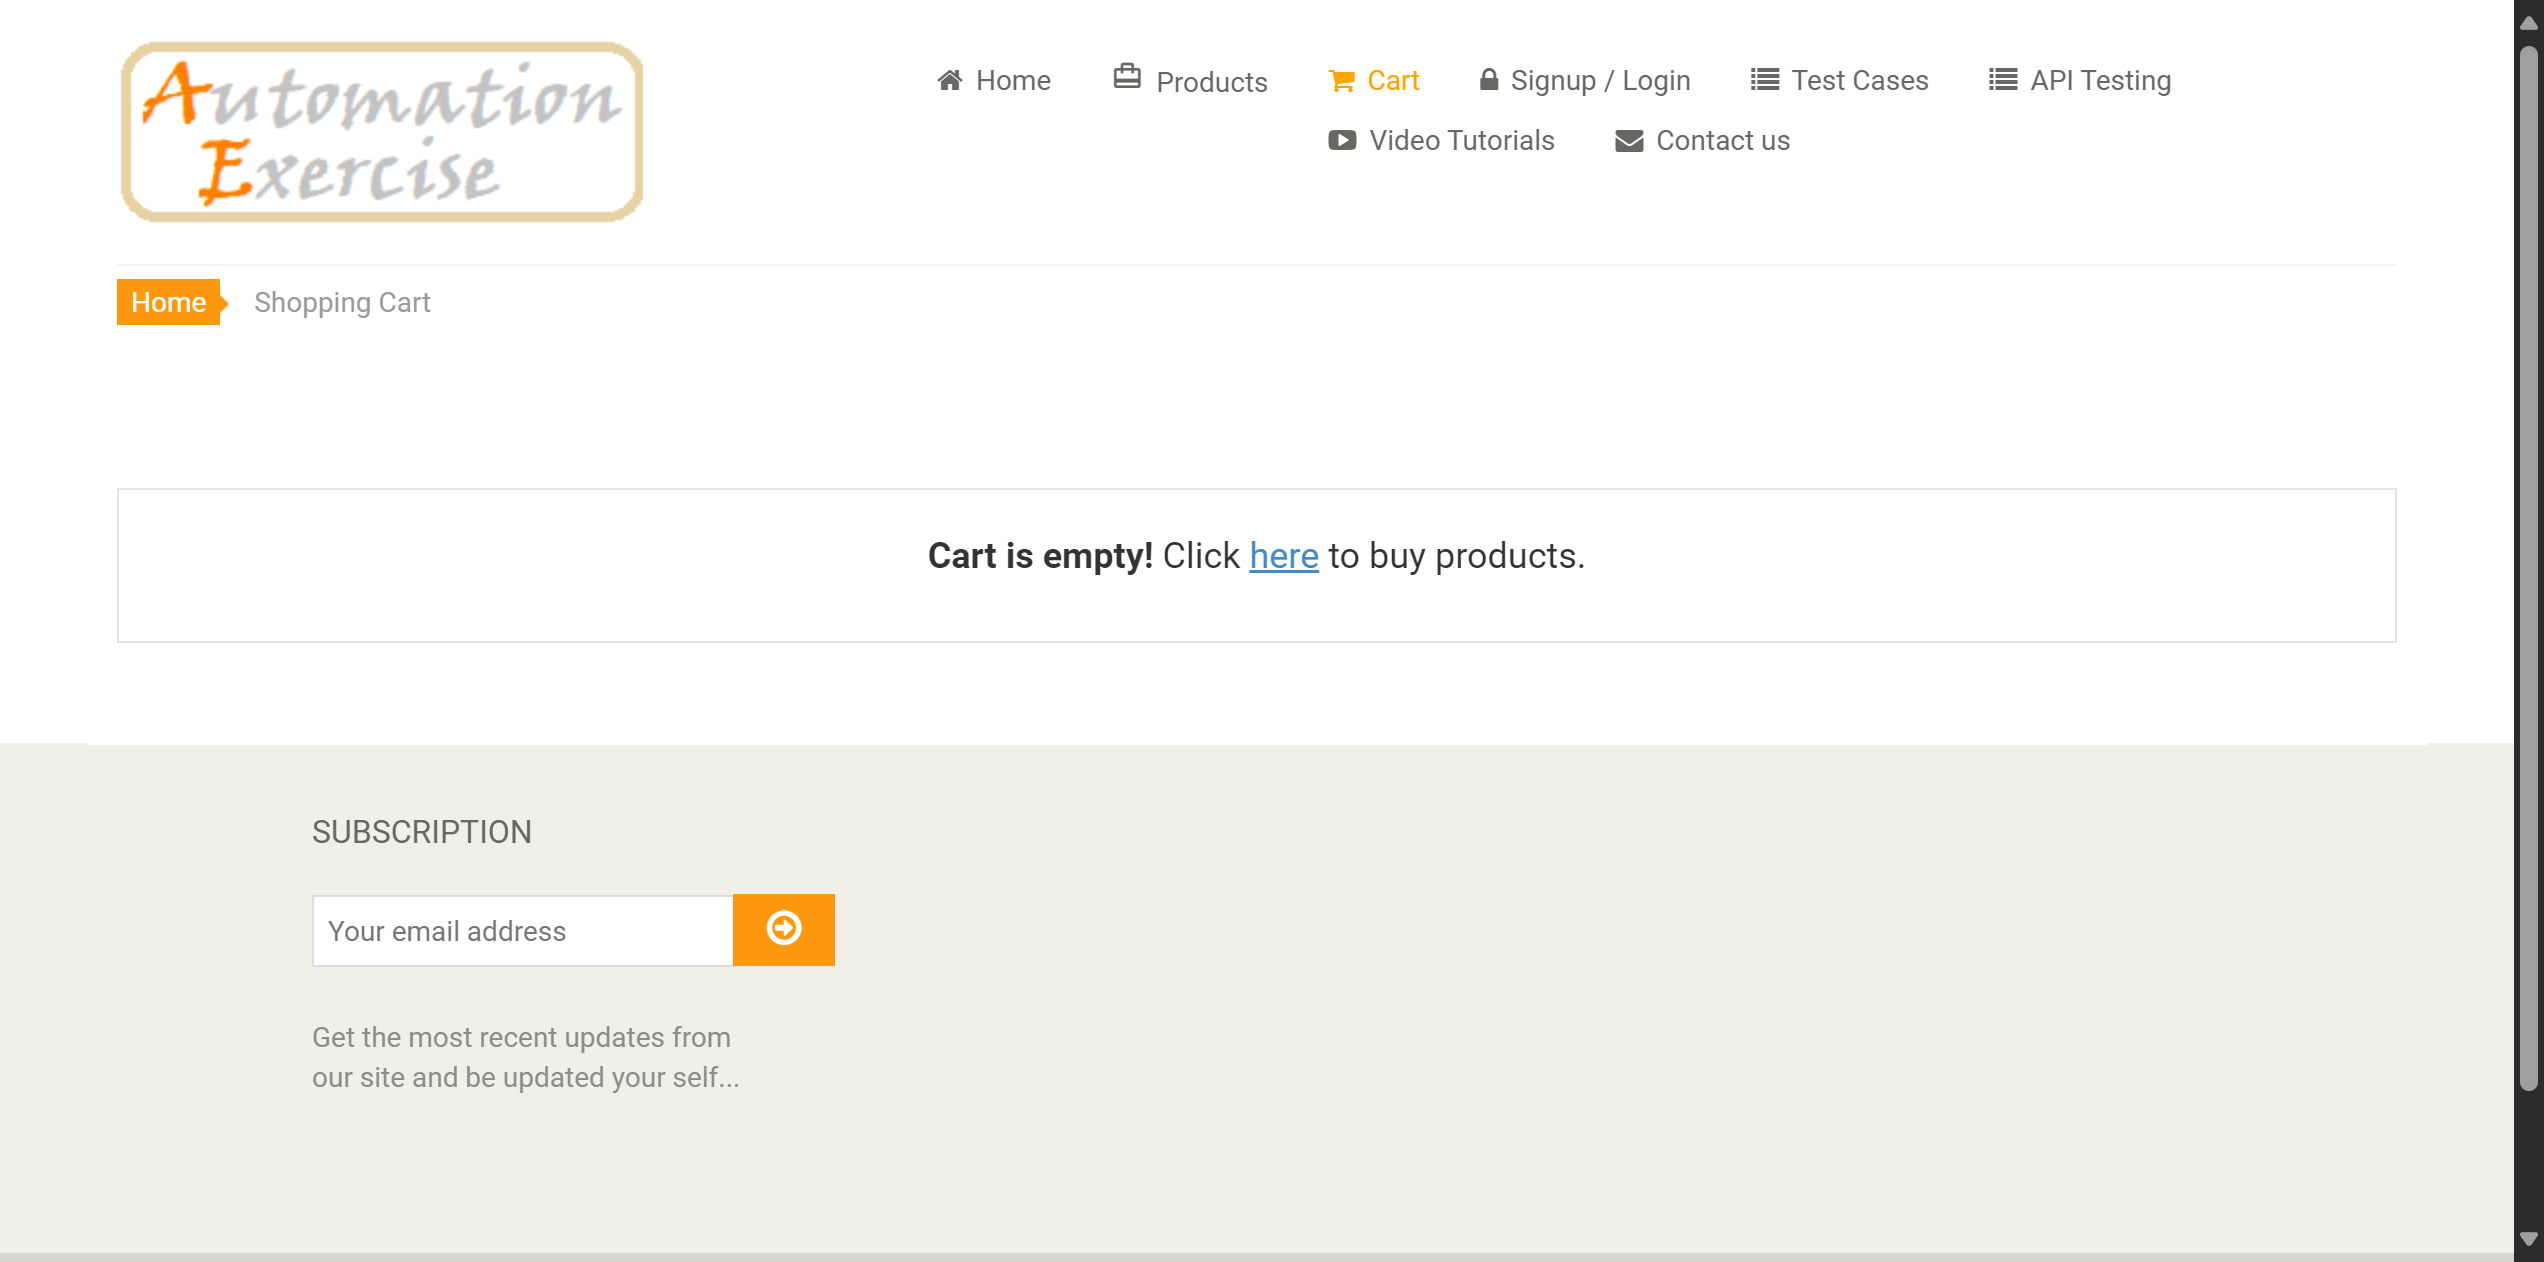 Automation
Exercise
Home Products Cart Signup / Login Test Cases API Testing
Video Tutorials Contact us
Home Shopping Cart
Cart is empty! Click here to buy products.
SUBSCRIPTION
Your email address
Get the most recent updates from
our site and be updated your self...